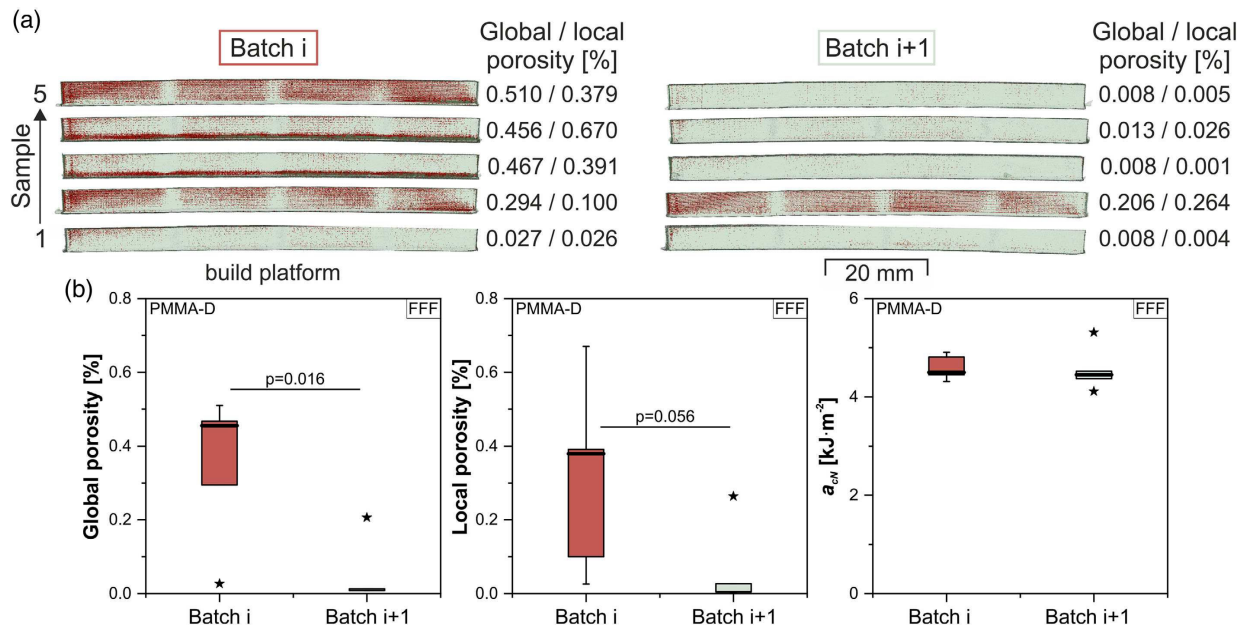 (a)
Batch i
Global / local
porosity [%]
Batch i+1
Global / local
porosity [%]
5
0.510 / 0.379
0.008 / 0.005
0.456 / 0.670
0.013 / 0.026
Sample
0.467 / 0.391
0.008 / 0.001
0.294 / 0.100
0.206 / 0.264
1
0.027 / 0.026
0.008 / 0.004
build platform
20 mm
(b)
0.8
0.6
0.4
0.2
0.0
Global porosity [%]
PMMA-D
FFF
p=0.016
Batch i
Batch i+1
0.8
0.6
0.4
0.2
0.0
Local porosity [%]
PMMA-D
FFF
p=0.056
Batch i
Batch i+1
6
4
2
0
a_cN [kJ·m⁻²]
PMMA-D
FFF
Batch i
Batch i+1